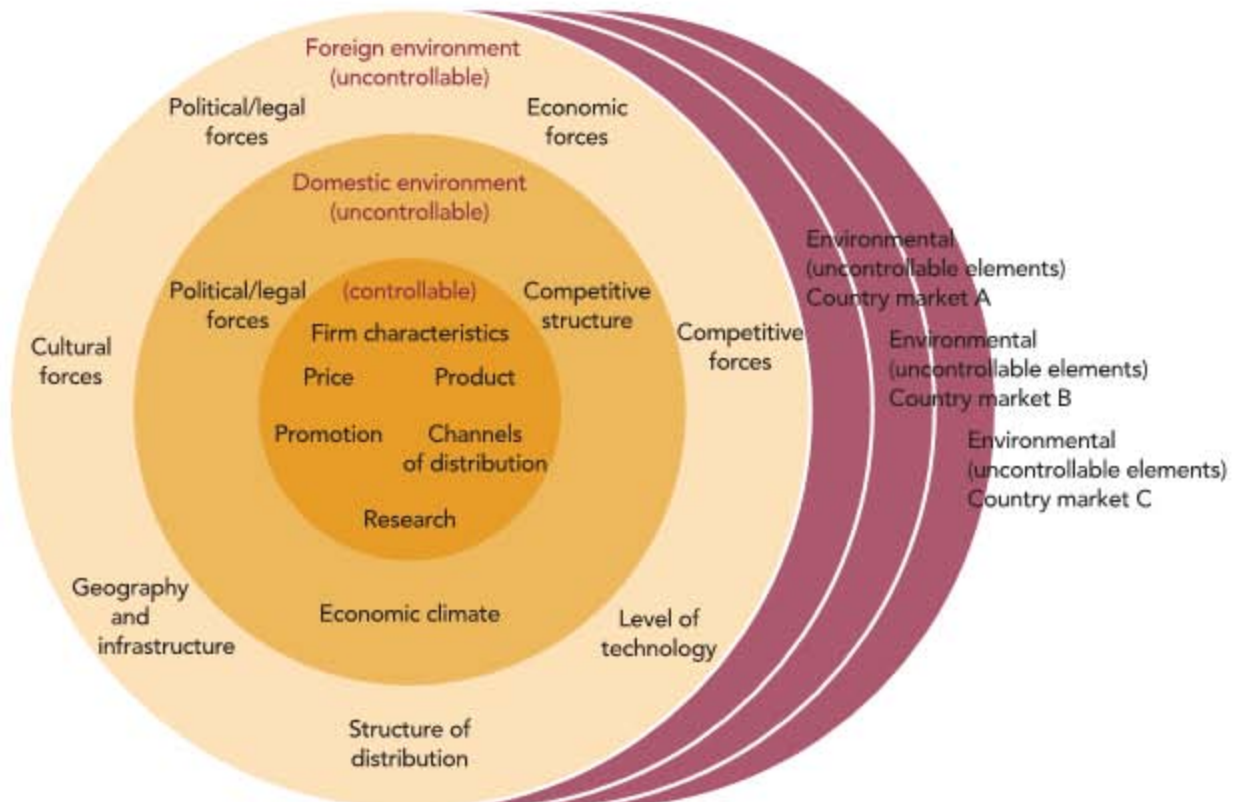 Foreign environment
(uncontrollable)
Political/legal
forces
Economic
forces
Domestic environment
(uncontrollable)
Political/legal
forces
(controllable)
Competitive
structure
Firm characteristics
Price
Product
Promotion
Channels
of distribution
Research
Cultural
forces
Competitive
forces
Environmental
(uncontrollable elements)
Country market A
Environmental
(uncontrollable elements)
Country market B
Environmental
(uncontrollable elements)
Country market C
Geography
and
infrastructure
Economic climate
Level of
technology
Structure of
distribution